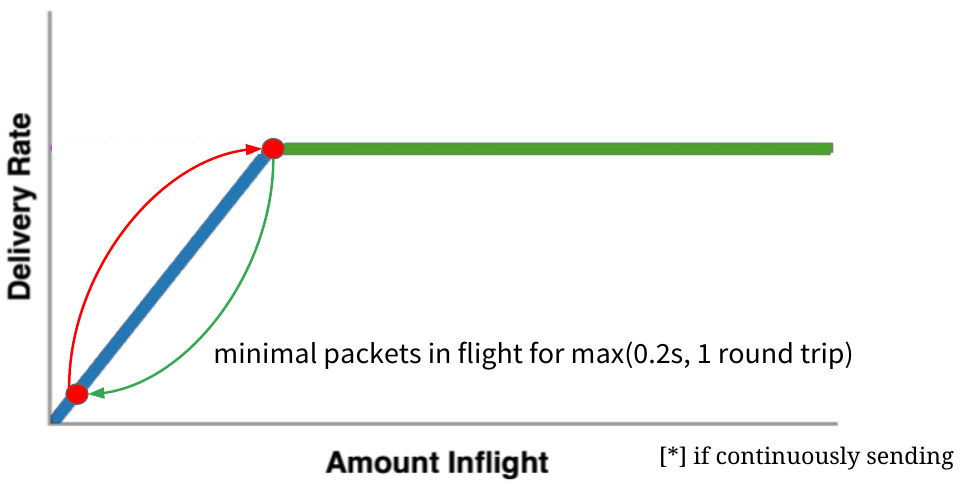 Delivery Rate
minimal packets in flight for max(0.2s, 1 round trip)
Amount Inflight
[*] if continuously sending